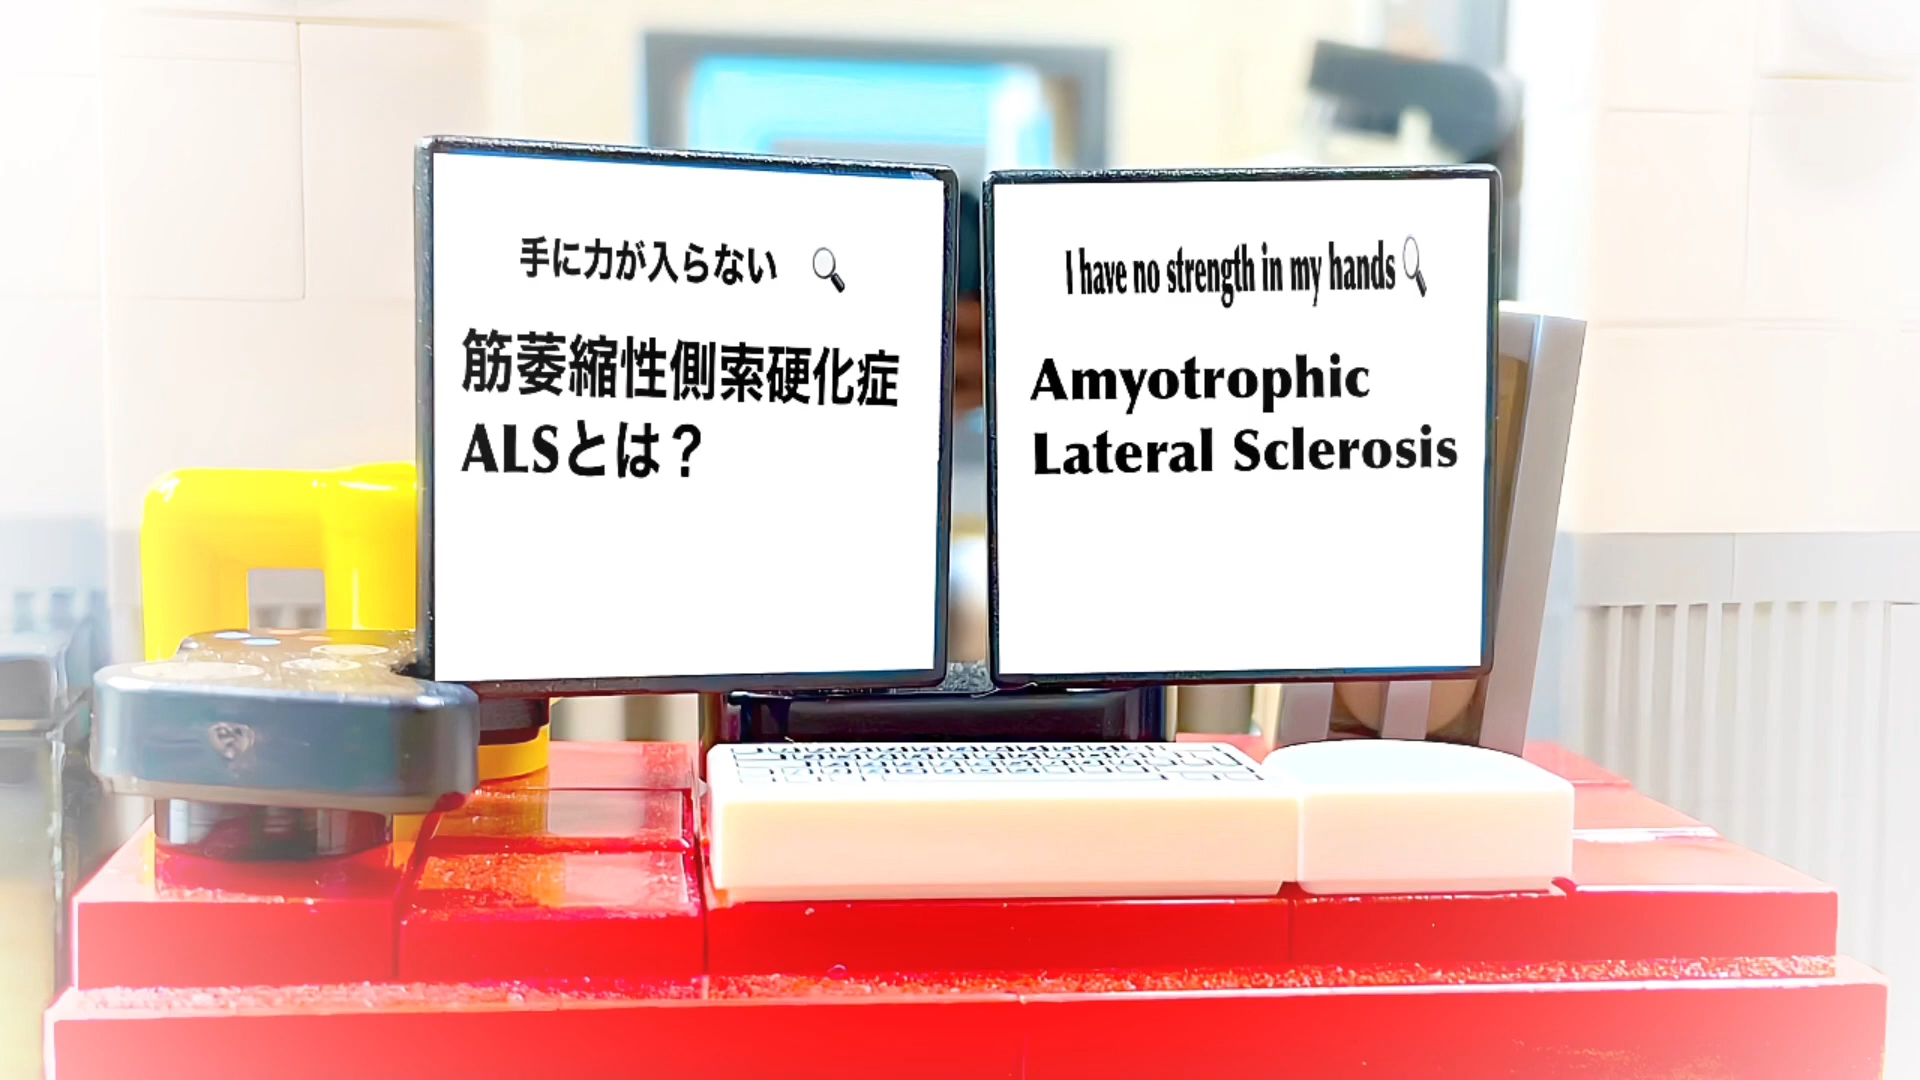 手に力が入らない
筋萎縮性側索硬化症
ALSとは？
I have no strength in my hands
Amyotrophic
Lateral Sclerosis